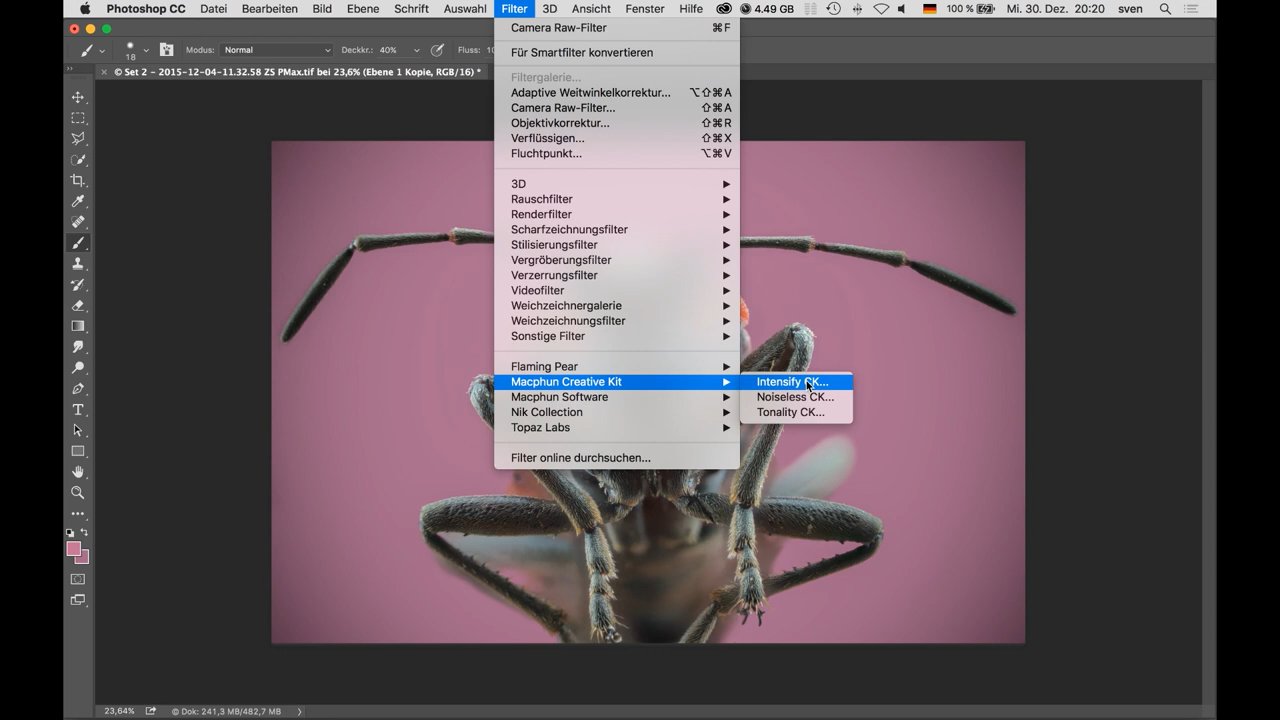 Photoshop CC Datei Bearbeiten Bild Ebene Schrift Auswahl Filter 3D Ansicht Fenster Hilfe 4.49 GB 100 % Mi. 30. Dez. 20:20 sven
18 Modus: Normal Deckkr.: 40% Fluss: 10
× © Set 2 - 2015-12-04-11.32.58 ZS PMax.tif bei 23,6% (Ebene 1 Kopie, RGB/16) *
Camera Raw-Filter ⌘F
Für Smartfilter konvertieren
Filtergalerie...
Adaptive Weitwinkelkorrektur... ⌥⇧⌘A
Camera Raw-Filter... ⇧⌘A
Objektivkorrektur... ⇧⌘R
Verflüssigen... ⇧⌘X
Fluchtpunkt... ⌥⌘V
3D
Rauschfilter
Renderfilter
Scharfzeichnungsfilter
Stilisierungsfilter
Vergröberungsfilter
Verzerrungsfilter
Videofilter
Weichzeichnergalerie
Weichzeichnungsfilter
Sonstige Filter
Flaming Pear
Macphun Creative Kit
Macphun Software
Nik Collection
Topaz Labs
Filter online durchsuchen...
Intensify CK...
Noiseless CK...
Tonality CK...
23,64% © Dok: 241,3 MB/482,7 MB